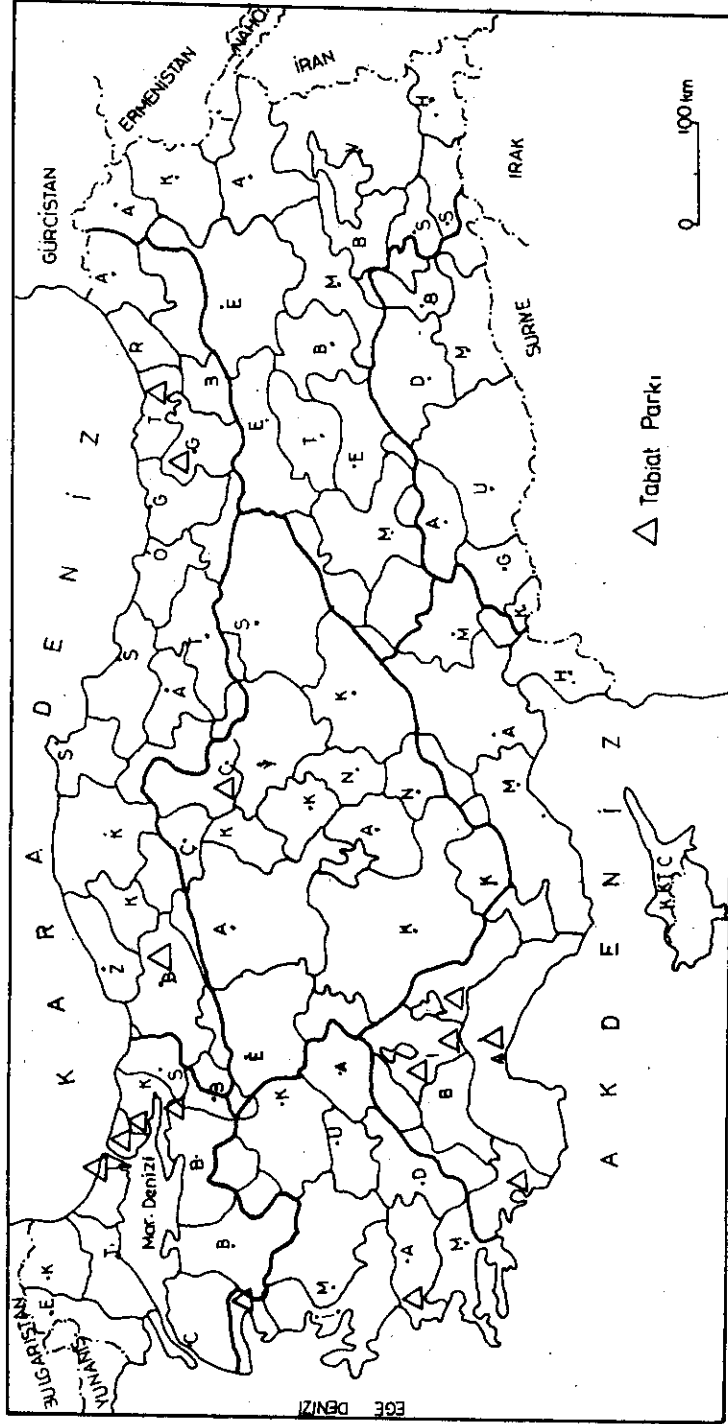 GÜRCİSTAN
ERMENİSTAN
NAHÇ.
İRAN
IRAK
SURİYE
BULGARİSTAN
YUNANİS
K A R A D E N İ Z
Mar. Denizi
EGE DENİZİ
A K D E N İ Z
K.K.T.C
E
K
T
K
S
B
Z
K
K
S
S
O
G
T
R
A
A
Ç
B
B
B
E
A
Ç
K
A
T
G
B
K
Ç
Y
S
E
E
K
A
M
U
K
A
K
N
K
T
B
M
A
İ
A
D
A
N
M
E
V
M
B
İ
K
M
A
D
B
S
H
A
M
A
M
K
G
U
M
S
H
0 100 km
△ Tabiat Parkı